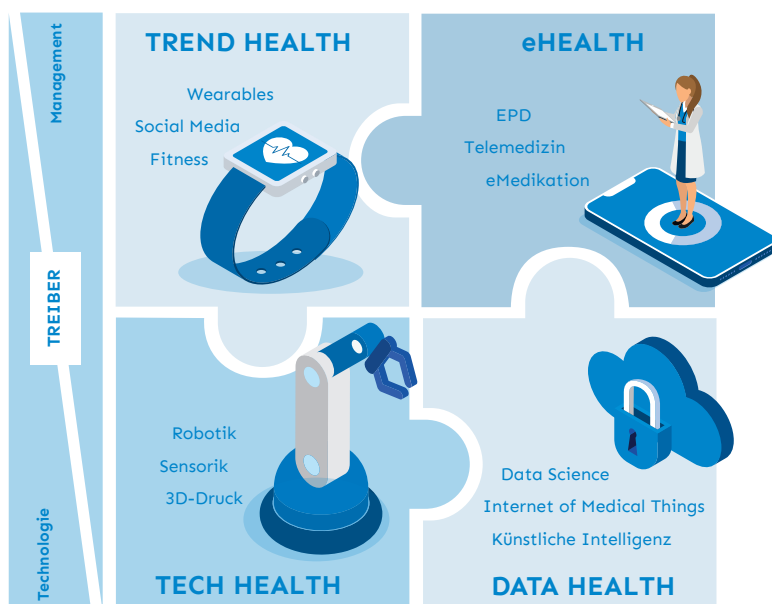 Management
TREIBER
Technologie
TREND HEALTH
Wearables
Social Media
Fitness
eHEALTH
EPD
Telemedizin
eMedikation
Robotik
Sensorik
3D-Druck
TECH HEALTH
Data Science
Internet of Medical Things
Künstliche Intelligenz
DATA HEALTH